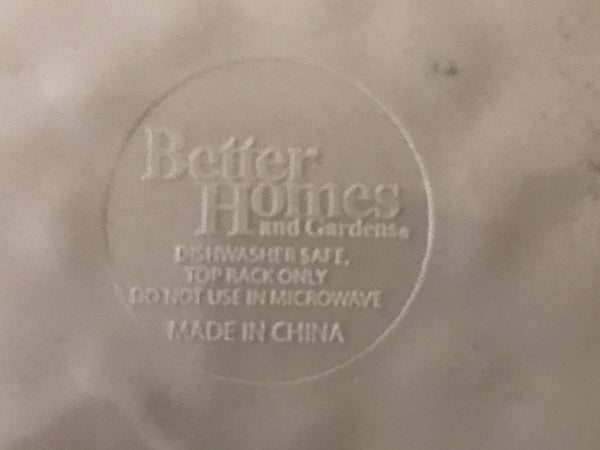 Better
Homes
and Gardens®
DISHWASHER SAFE,
TOP RACK ONLY
DO NOT USE IN MICROWAVE
MADE IN CHINA